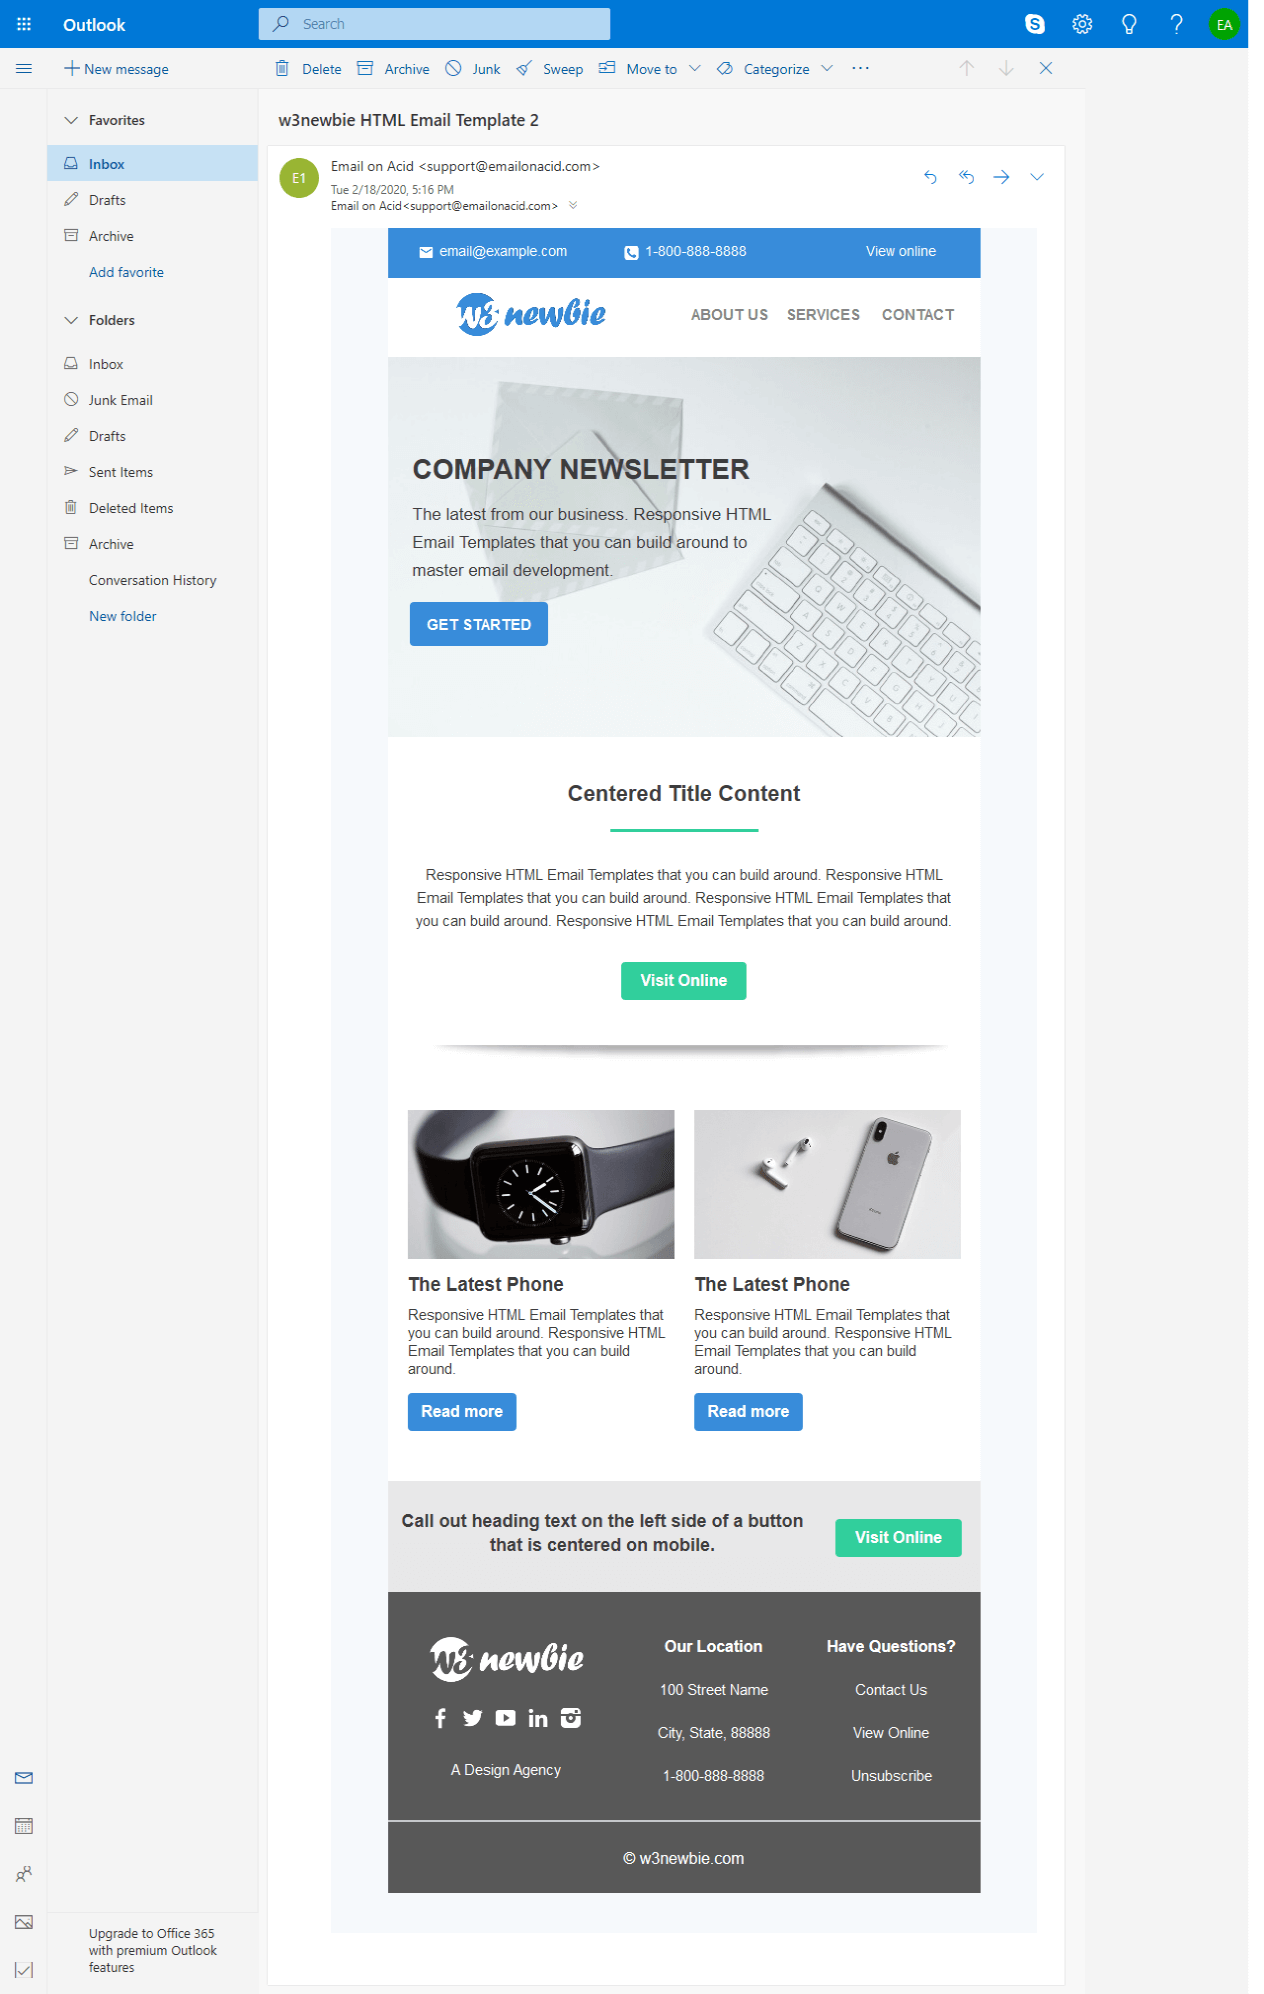 Outlook
Search
EA
New message
Delete
Archive
Junk
Sweep
Move to
Categorize
Favorites
Inbox
Drafts
Archive
Add favorite
Folders
Inbox
Junk Email
Drafts
Sent Items
Deleted Items
Archive
Conversation History
New folder
Upgrade to Office 365
with premium Outlook
features
w3newbie HTML Email Template 2
E1
Email on Acid <support@emailonacid.com>
Tue 2/18/2020, 5:16 PM
Email on Acid<support@emailonacid.com>
email@example.com
1-800-888-8888
View online
w3 newbie
ABOUT US SERVICES CONTACT
COMPANY NEWSLETTER
The latest from our business. Responsive HTML
Email Templates that you can build around to
master email development.
GET STARTED
Centered Title Content
Responsive HTML Email Templates that you can build around. Responsive HTML
Email Templates that you can build around. Responsive HTML Email Templates that
you can build around. Responsive HTML Email Templates that you can build around.
Visit Online
The Latest Phone
Responsive HTML Email Templates that
you can build around. Responsive HTML
Email Templates that you can build
around.
Read more
The Latest Phone
Responsive HTML Email Templates that
you can build around. Responsive HTML
Email Templates that you can build
around.
Read more
Call out heading text on the left side of a button
that is centered on mobile.
Visit Online
w3 newbie
A Design Agency
Our Location
100 Street Name
City, State, 88888
1-800-888-8888
Have Questions?
Contact Us
View Online
Unsubscribe
© w3newbie.com